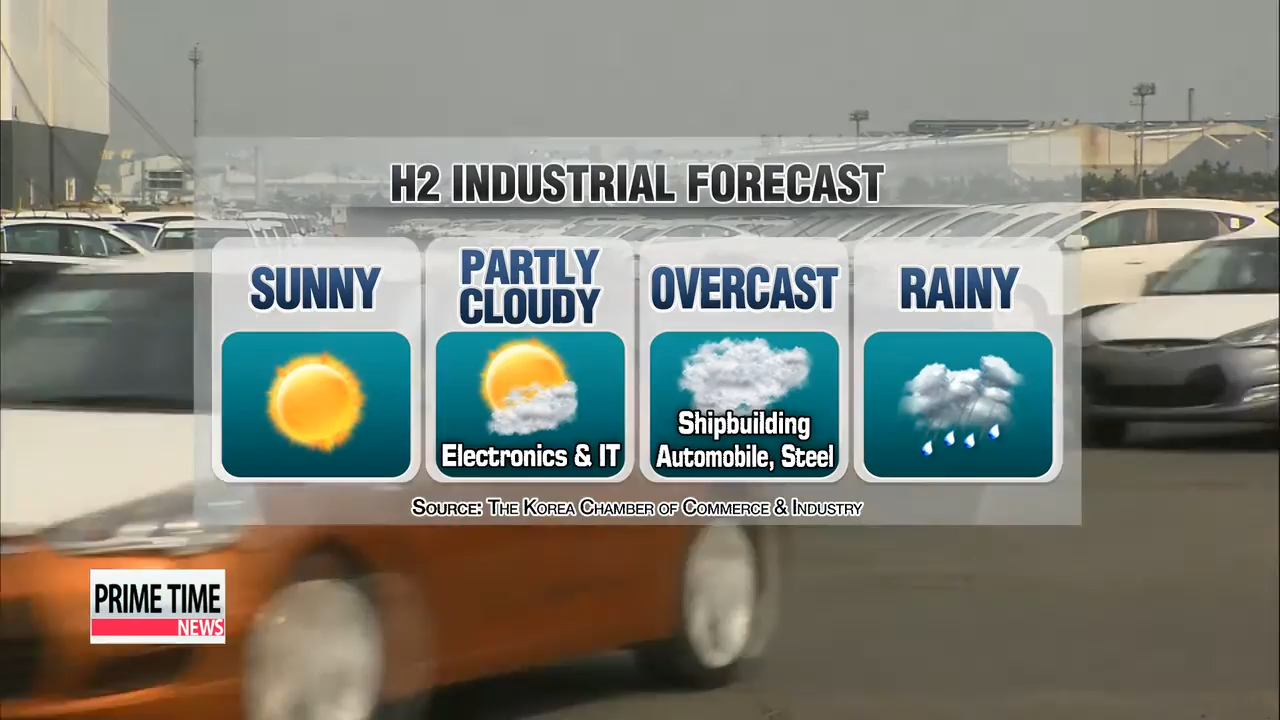 H2 INDUSTRIAL FORECAST
SUNNY
PARTLY
CLOUDY
OVERCAST
RAINY
Electronics & IT
Shipbuilding
Automobile, Steel
SOURCE: THE KOREA CHAMBER OF COMMERCE & INDUSTRY
PRIME TIME
NEWS